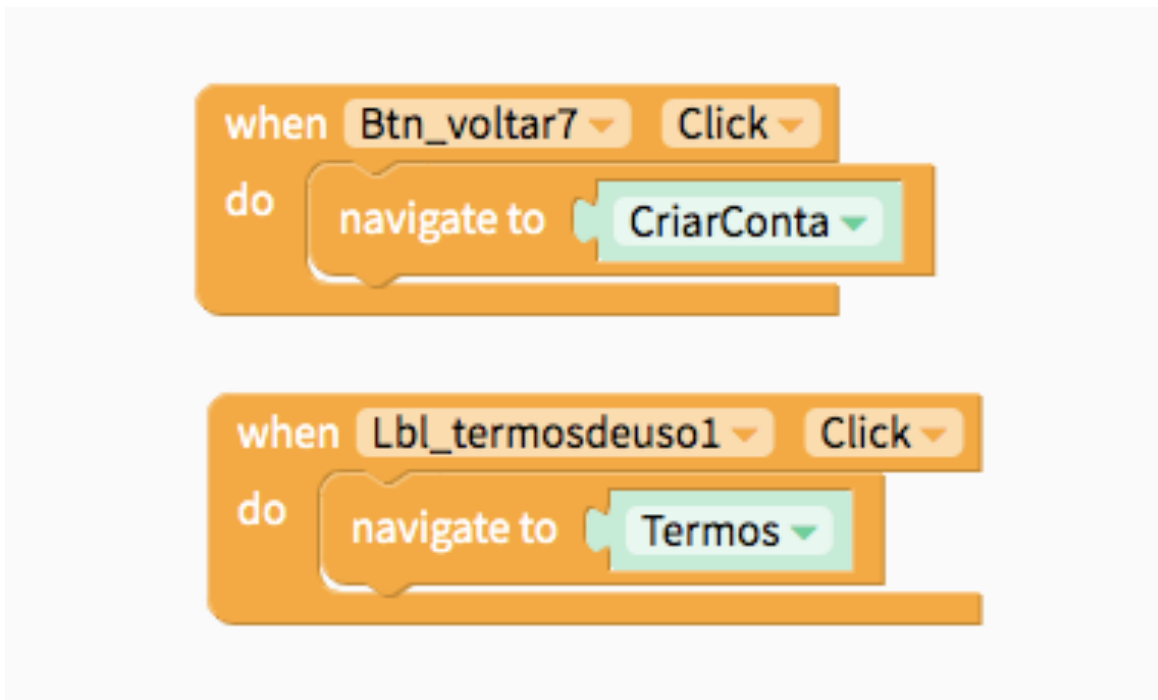 when Btn_voltar7 Click
do navigate to CriarConta
when Lbl_termosdeuso1 Click
do navigate to Termos